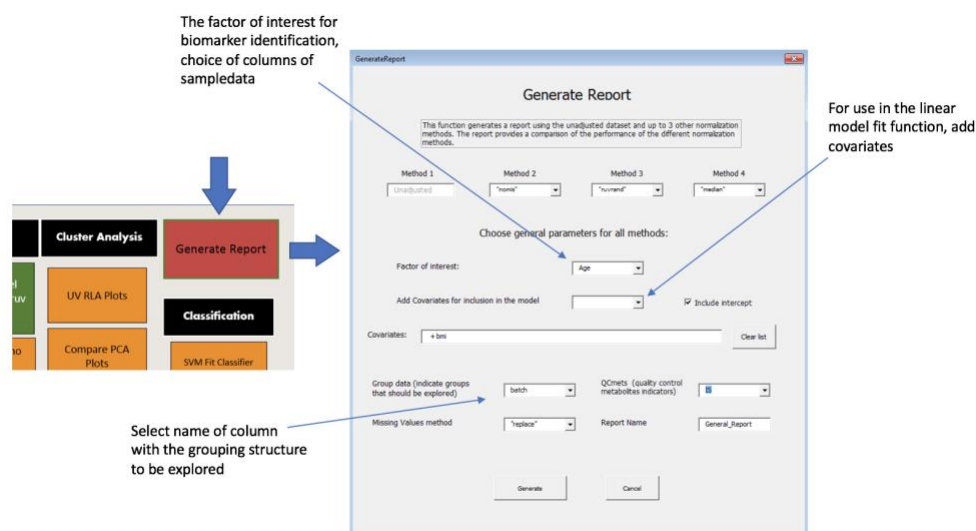 The factor of interest for
biomarker identification,
choice of columns of
sampledata
GenerateReport
Generate Report
This function generates a report using the unadjusted dataset and up to 3 other normalization
methods. The report provides a comparison of the performance of the different normalization
methods.
For use in the linear
model fit function, add
covariates
Method 1
Method 2
Method 3
Method 4
Unadjusted
"nomis"
"ruvrand"
"median"
Choose general parameters for all methods:
Factor of interest:
Age
Add Covariates for inclusion in the model
Include intercept
Covariates:
+bmi
Clear list
Group data (indicate groups
that should be explored)
batch
QCmets (quality control
metabolites indicators)
IS
Missing Values method
"replace"
Report Name
General_Report
Generate
Cancel
Cluster Analysis
Generate Report
el
ruv
UV RLA Plots
Classification
no
Compare PCA
Plots
SVM Fit Classifier
Select name of column
with the grouping structure
to be explored